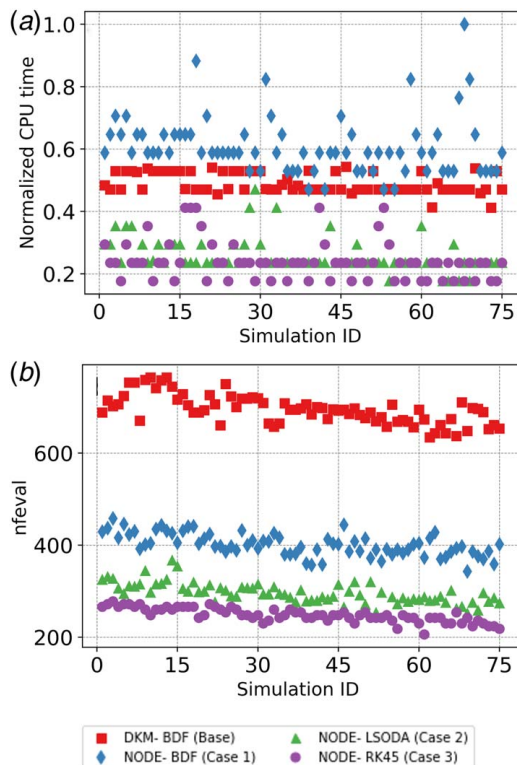 (a)
Normalized CPU time
1.0
0.8
0.6
0.4
0.2
0 15 30 45 60 75
Simulation ID
(b)
nfeval
600
400
200
0 15 30 45 60 75
Simulation ID
DKM- BDF (Base) NODE- LSODA (Case 2)
NODE- BDF (Case 1) NODE- RK45 (Case 3)